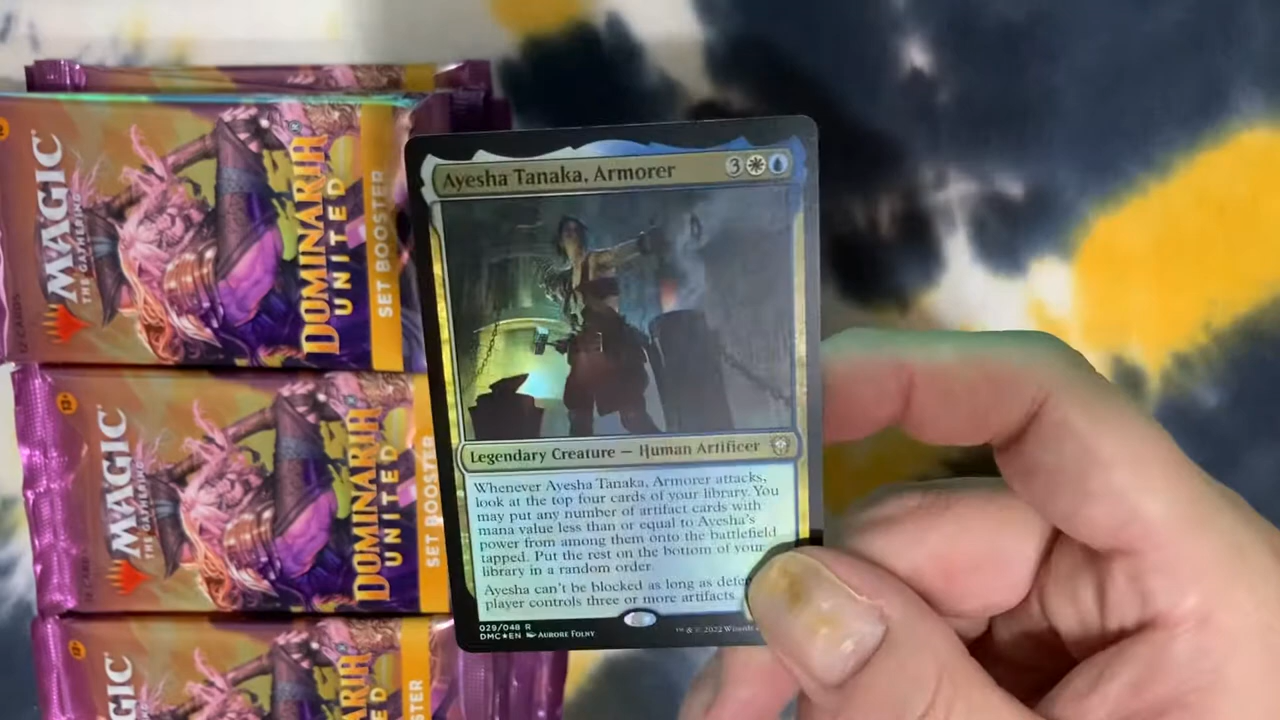 Ayesha Tanaka, Armorer 3
Legendary Creature — Human Artificer
Whenever Ayesha Tanaka, Armorer attacks,
look at the top four cards of your library. You
may put any number of artifact cards with
mana value less than or equal to Ayesha's
power from among them onto the battlefield
tapped. Put the rest on the bottom of your
library in a random order.
Ayesha can't be blocked as long as
player controls three or more artifacts.
029/048 R
DMC★EN Aurore Folny
™ & © 2022 Wizards
MAGIC
THE GATHERING
DOMINARIA
UNITED
SET BOOSTER
12 CARDS
13+
MAGIC
THE GATHERING
DOMINARIA
UNITED
SET BOOSTER